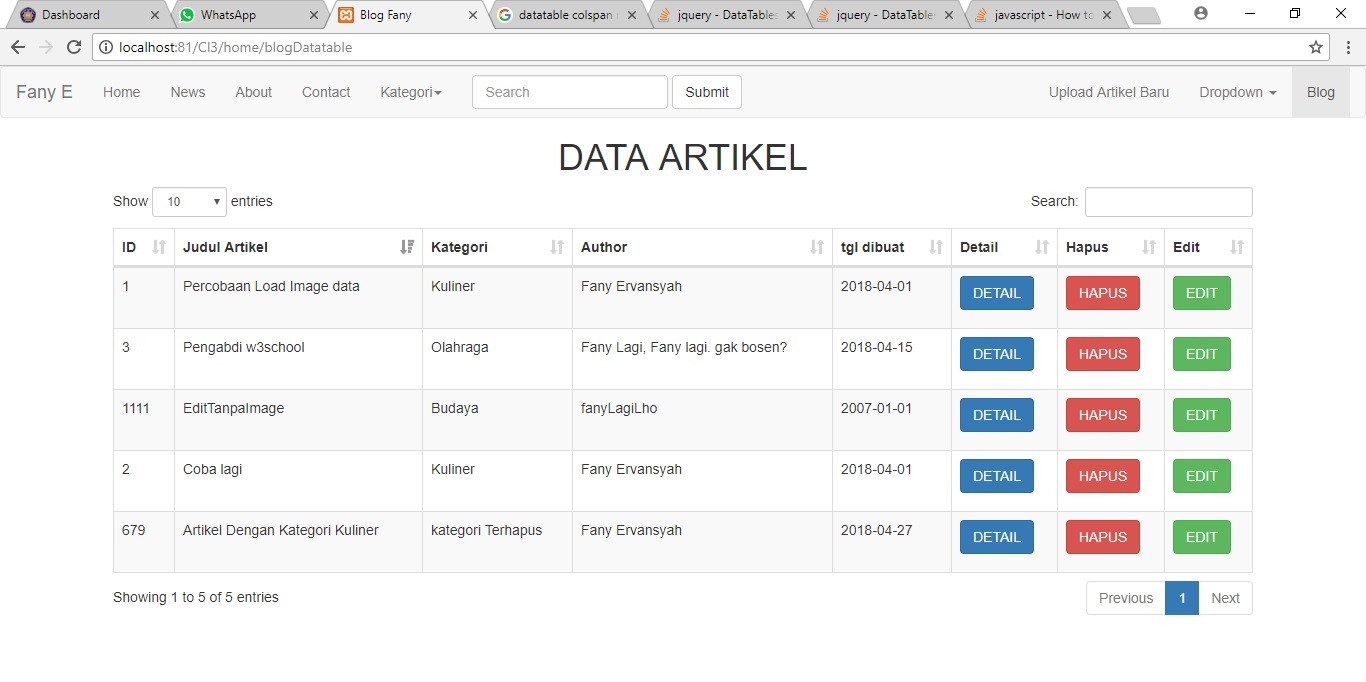 Dashboard WhatsApp Blog Fany datatable colspan jquery - DataTables jquery - DataTable javascript - How to
localhost:81/CI3/home/blogDatatable
Fany E Home News About Contact Kategori Search Submit Upload Artikel Baru Dropdown Blog
DATA ARTIKEL
Show 10 entries Search:
ID Judul Artikel Kategori Author tgl dibuat Detail Hapus Edit
1 Percobaan Load Image data Kuliner Fany Ervansyah 2018-04-01 DETAIL HAPUS EDIT
3 Pengabdi w3school Olahraga Fany Lagi, Fany lagi. gak bosen? 2018-04-15 DETAIL HAPUS EDIT
1111 EditTanpaImage Budaya fanyLagiLho 2007-01-01 DETAIL HAPUS EDIT
2 Coba lagi Kuliner Fany Ervansyah 2018-04-01 DETAIL HAPUS EDIT
679 Artikel Dengan Kategori Kuliner kategori Terhapus Fany Ervansyah 2018-04-27 DETAIL HAPUS EDIT
Showing 1 to 5 of 5 entries Previous 1 Next